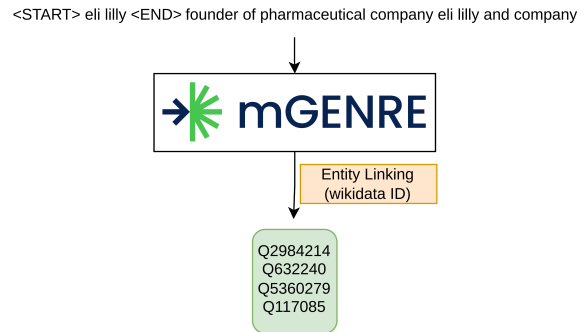 <START> eli lilly <END> founder of pharmaceutical company eli lilly and company
mGENRE
Entity Linking
(wikidata ID)
Q2984214
Q632240
Q5360279
Q117085